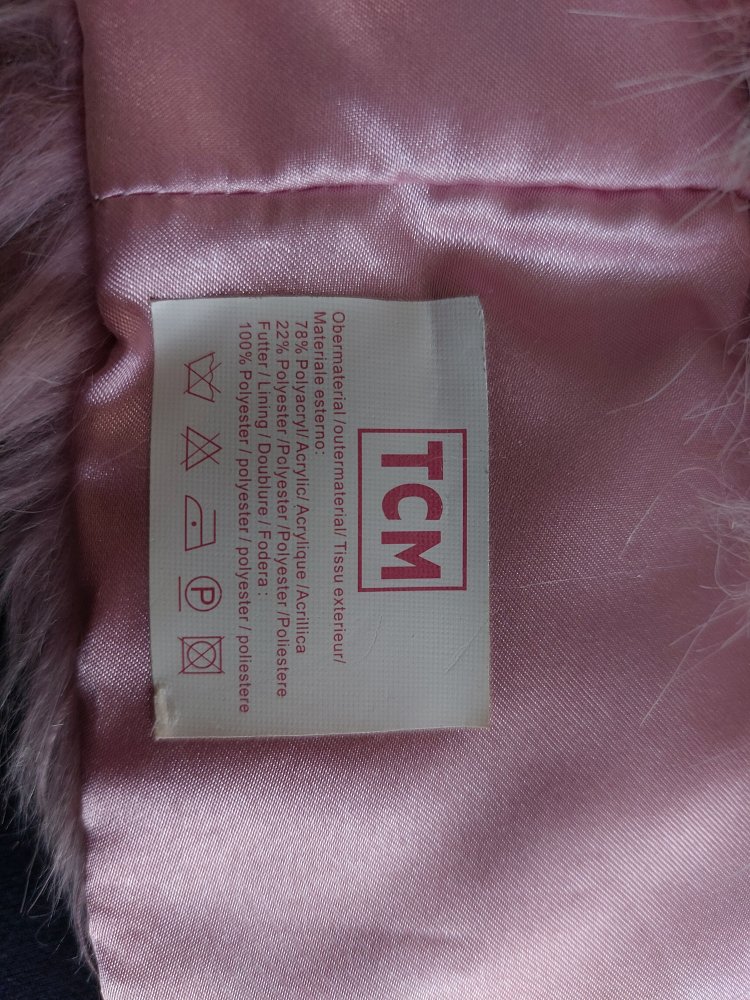 TCM
Obermaterial /outermaterial/ Tissu exterieur/
Materiale esterno:
78% Polyacryl/ Acrylic/ Acrylique /Acrillica
22% Polyester /Polyester /Polyester /Poliestere
Futter / Lining / Doublure / Fodera :
100% Polyester / polyester / polyester / poliestere
P